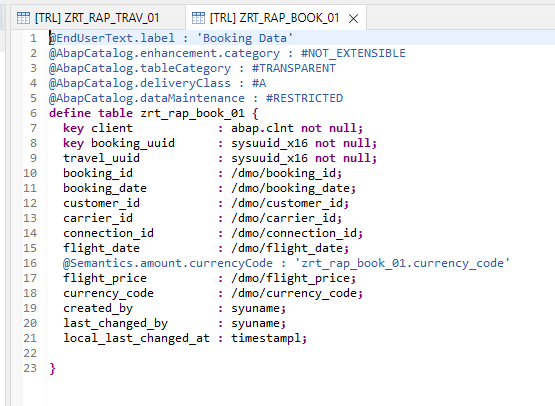 [TRL] ZRT_RAP_TRAV_01 [TRL] ZRT_RAP_BOOK_01
1 @EndUserText.label : 'Booking Data'
2 @AbapCatalog.enhancement.category : #NOT_EXTENSIBLE
3 @AbapCatalog.tableCategory : #TRANSPARENT
4 @AbapCatalog.deliveryClass : #A
5 @AbapCatalog.dataMaintenance : #RESTRICTED
6 define table zrt_rap_book_01 {
7 key client : abap.clnt not null;
8 key booking_uuid : sysuuid_x16 not null;
9 travel_uuid : sysuuid_x16 not null;
10 booking_id : /dmo/booking_id;
11 booking_date : /dmo/booking_date;
12 customer_id : /dmo/customer_id;
13 carrier_id : /dmo/carrier_id;
14 connection_id : /dmo/connection_id;
15 flight_date : /dmo/flight_date;
16 @Semantics.amount.currencyCode : 'zrt_rap_book_01.currency_code'
17 flight_price : /dmo/flight_price;
18 currency_code : /dmo/currency_code;
19 created_by : syuname;
20 last_changed_by : syuname;
21 local_last_changed_at : timestampl;
22
23 }